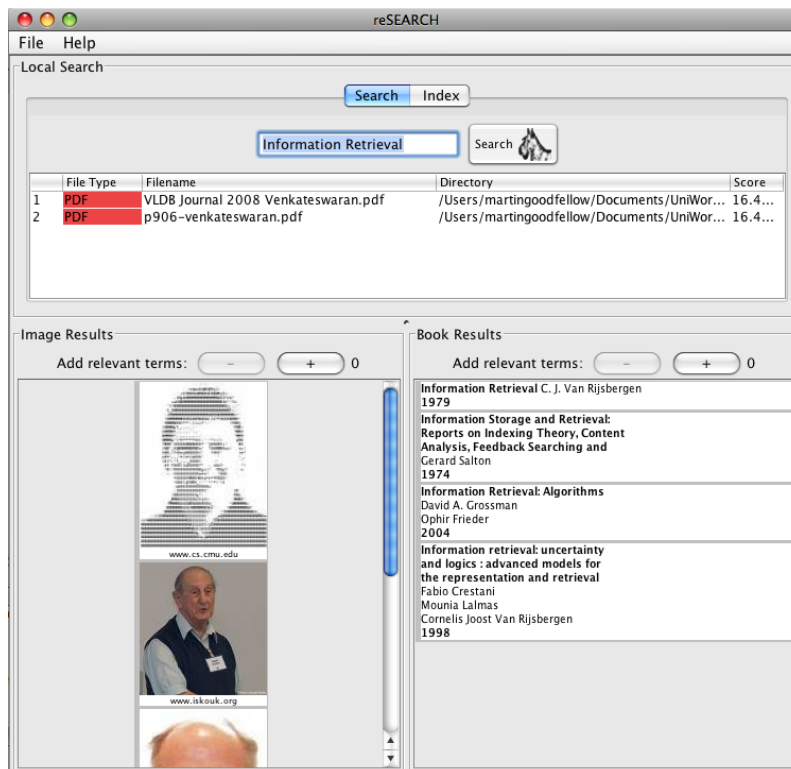 reSEARCH
File Help
Local Search
Search Index
Information Retrieval Search
File Type Filename Directory Score
1 PDF VLDB Journal 2008 Venkateswaran.pdf /Users/martingoodfellow/Documents/UniWor... 16.4...
2 PDF p906-venkateswaran.pdf /Users/martingoodfellow/Documents/UniWor... 16.4...
Image Results
Add relevant terms: - + 0
www.cs.cmu.edu
www.iskouk.org
Book Results
Add relevant terms: - + 0
Information Retrieval C. J. Van Rijsbergen
1979
Information Storage and Retrieval:
Reports on Indexing Theory, Content
Analysis, Feedback Searching and
Gerard Salton
1974
Information Retrieval: Algorithms
David A. Grossman
Ophir Frieder
2004
Information retrieval: uncertainty
and logics : advanced models for
the representation and retrieval
Fabio Crestani
Mounia Lalmas
Cornelis Joost Van Rijsbergen
1998